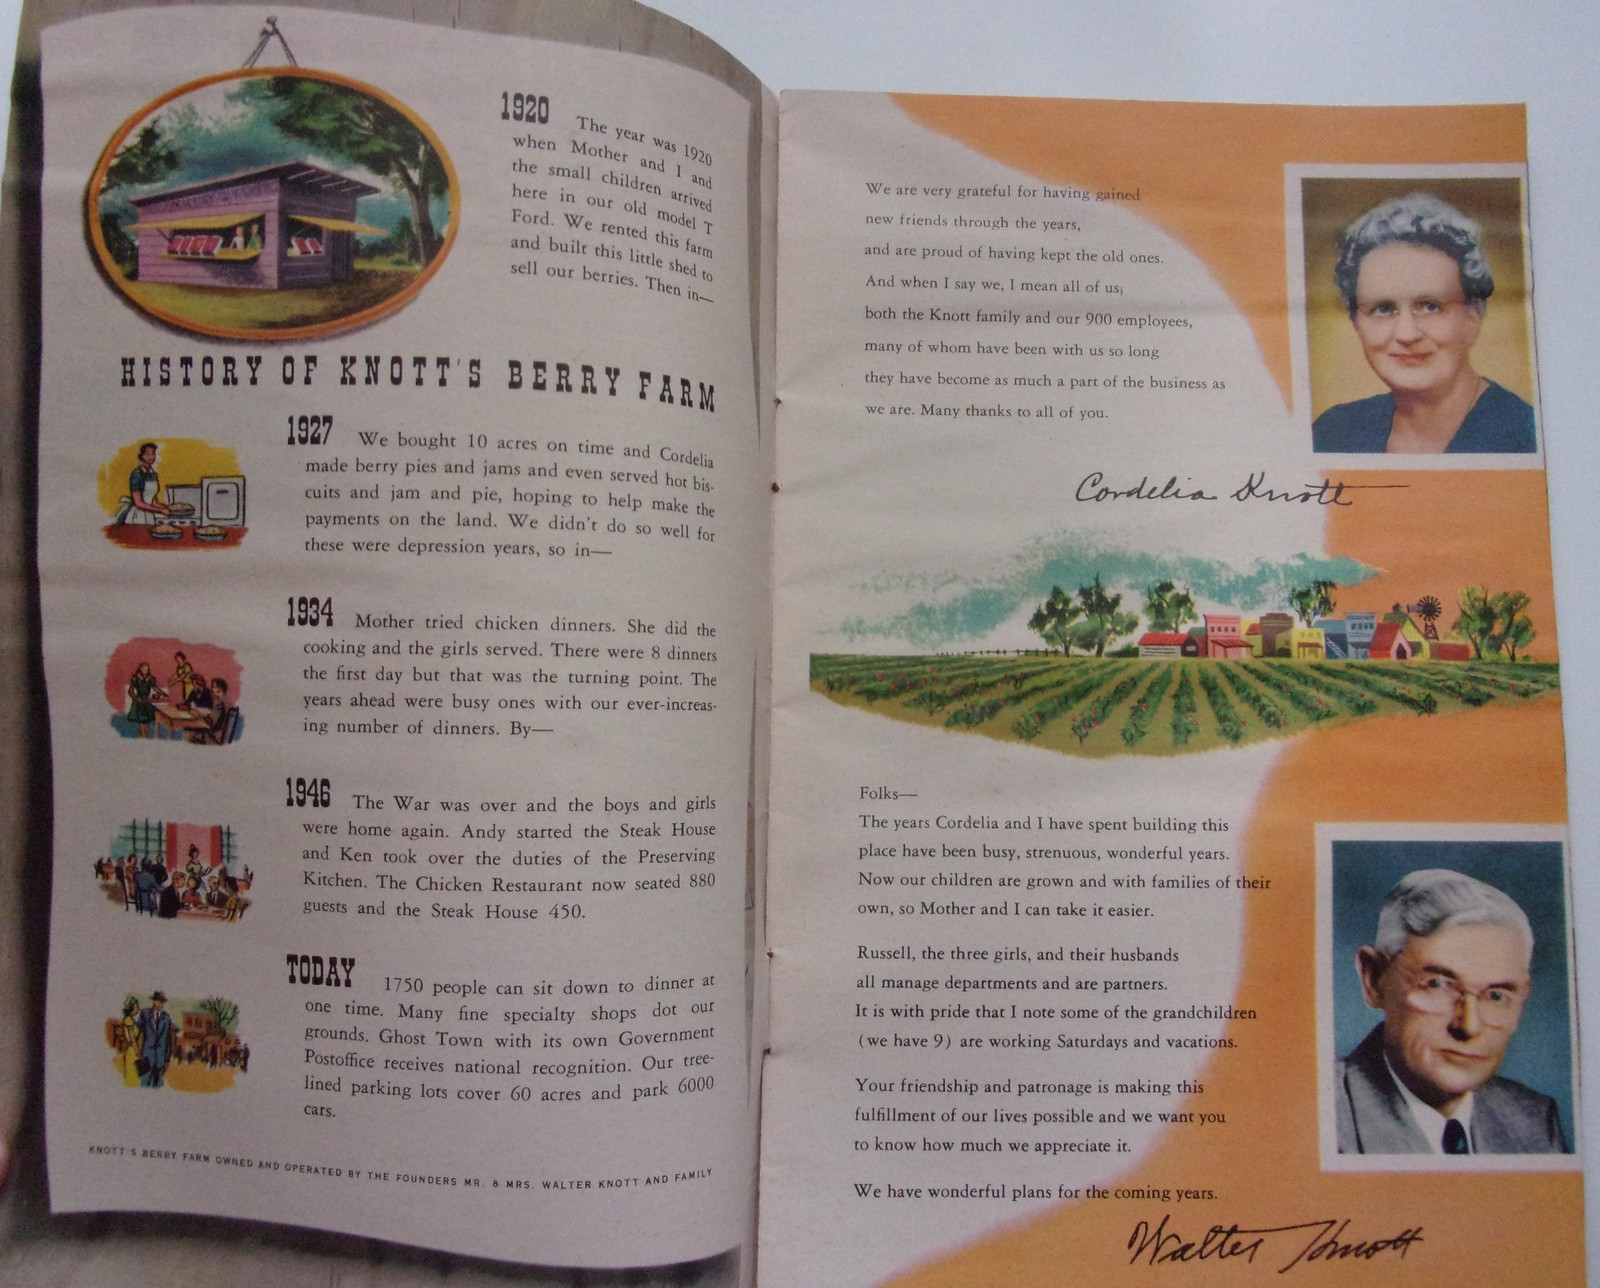 1920 The year was 1920
when Mother and I and
the small children arrived
here in our old model T
Ford. We rented this farm
and built this little shed to
sell our berries. Then in—
HISTORY OF KNOTT'S BERRY FARM
1927 We bought 10 acres on time and Cordelia
made berry pies and jams and even served hot bis-
cuits and jam and pie, hoping to help make the
payments on the land. We didn't do so well for
these were depression years, so in—
1934 Mother tried chicken dinners. She did the
cooking and the girls served. There were 8 dinners
the first day but that was the turning point. The
years ahead were busy ones with our ever-increas-
ing number of dinners. By—
1946 The War was over and the boys and girls
were home again. Andy started the Steak House
and Ken took over the duties of the Preserving
Kitchen. The Chicken Restaurant now seated 880
guests and the Steak House 450.
TODAY 1750 people can sit down to dinner at
one time. Many fine specialty shops dot our
grounds. Ghost Town with its own Government
Postoffice receives national recognition. Our tree-
lined parking lots cover 60 acres and park 6000
cars.
KNOTT'S BERRY FARM OWNED AND OPERATED BY THE FOUNDERS MR. & MRS. WALTER KNOTT AND FAMILY
We are very grateful for having gained
new friends through the years,
and are proud of having kept the old ones.
And when I say we, I mean all of us;
both the Knott family and our 900 employees,
many of whom have been with us so long
they have become as much a part of the business as
we are. Many thanks to all of you.
Cordelia Knott
Folks—
The years Cordelia and I have spent building this
place have been busy, strenuous, wonderful years.
Now our children are grown and with families of their
own, so Mother and I can take it easier.
Russell, the three girls, and their husbands
all manage departments and are partners.
It is with pride that I note some of the grandchildren
(we have 9) are working Saturdays and vacations.
Your friendship and patronage is making this
fulfillment of our lives possible and we want you
to know how much we appreciate it.
We have wonderful plans for the coming years.
Walter Knott